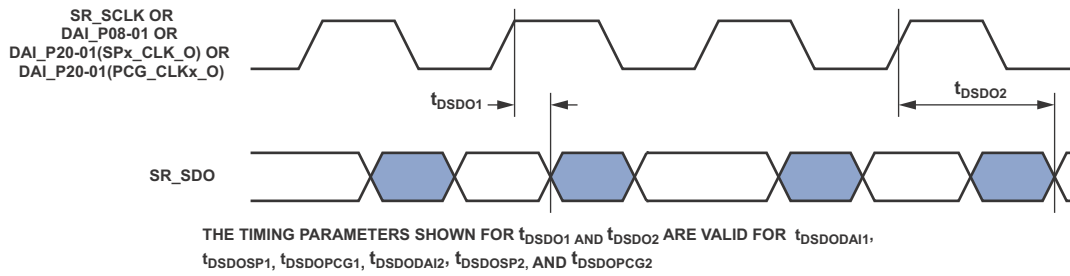 SR_SCLK OR
DAI_P08-01 OR
DAI_P20-01(SPx_CLK_O) OR
DAI_P20-01(PCG_CLKx_O)
tDSDO1
tDSDO2
SR_SDO
THE TIMING PARAMETERS SHOWN FOR tDSDO1 AND tDSDO2 ARE VALID FOR tDSDODAI1,
tDSDOSP1, tDSDOPCG1, tDSDODAI2, tDSDOSP2, AND tDSDOPCG2